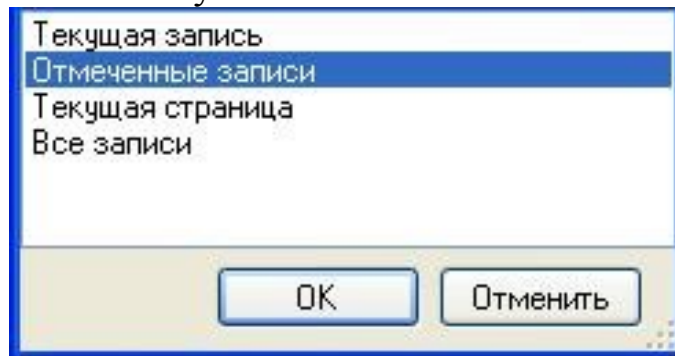 Текущая запись
Отмеченные записи
Текущая страница
Все записи
OK Отменить